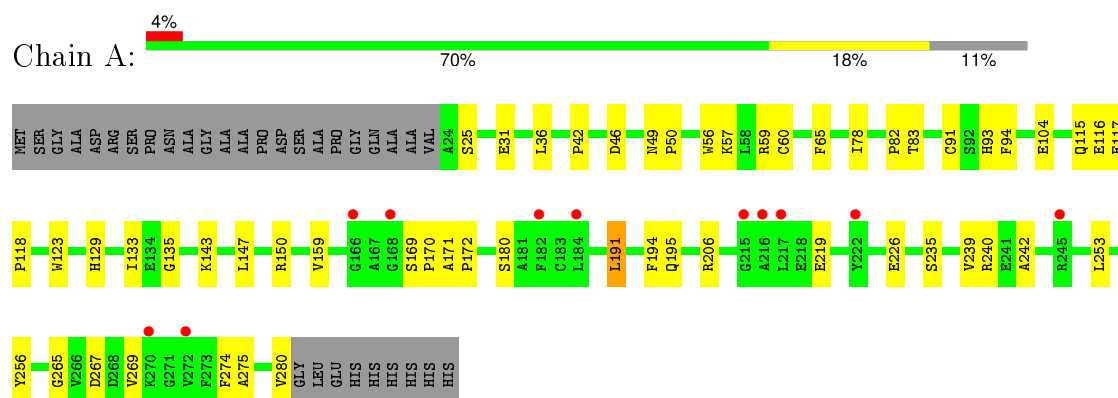 4%
Chain A:
70% 18% 11%
MET SER GLY ALA ASP ARG SER PRO ASN ALA GLY ALA ALA ALA PRO ASP SER ALA PRO GLY GLN ALA ALA VAL A24 S25 E31 L36 P42 D46 N49 P50 W56 K57 L58 R59 C60 F65 I78 P82 T83 C91 S92 H93 F94 E104 Q115 E116
P118 W123 H129 I133 E134 G135 K143 L147 R150 V159 G166 A167 G168 S169 P170 A171 P172 S180 A181 F182 C183 L184 L191 F194 Q195 R206 G215 A216 L217 E218 E219 Y222 E226 S235 V239 R240 E241 A242 R245 L253
Y256 G265 V266 D267 D268 V269 K270 G271 V272 F273 F274 A275 V280 GLY LEU GLU HIS HIS HIS HIS HIS HIS